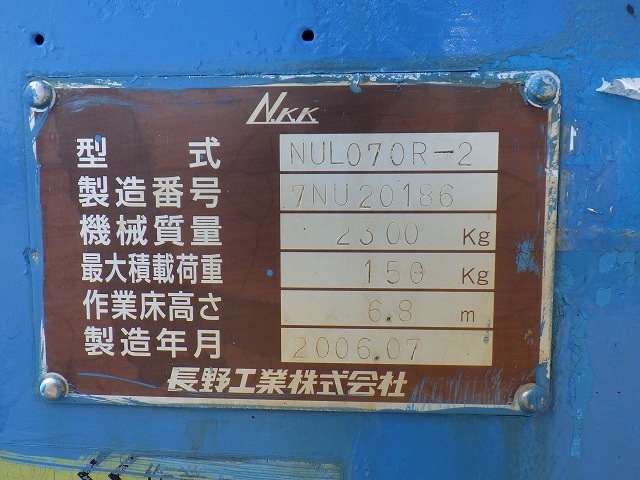 NKK
型式 NUL070R-2
製造番号 7NU20186
機械質量 2300 Kg
最大積載荷重 150 Kg
作業床高さ 6.8 m
製造年月 2006.07
長野工業株式会社